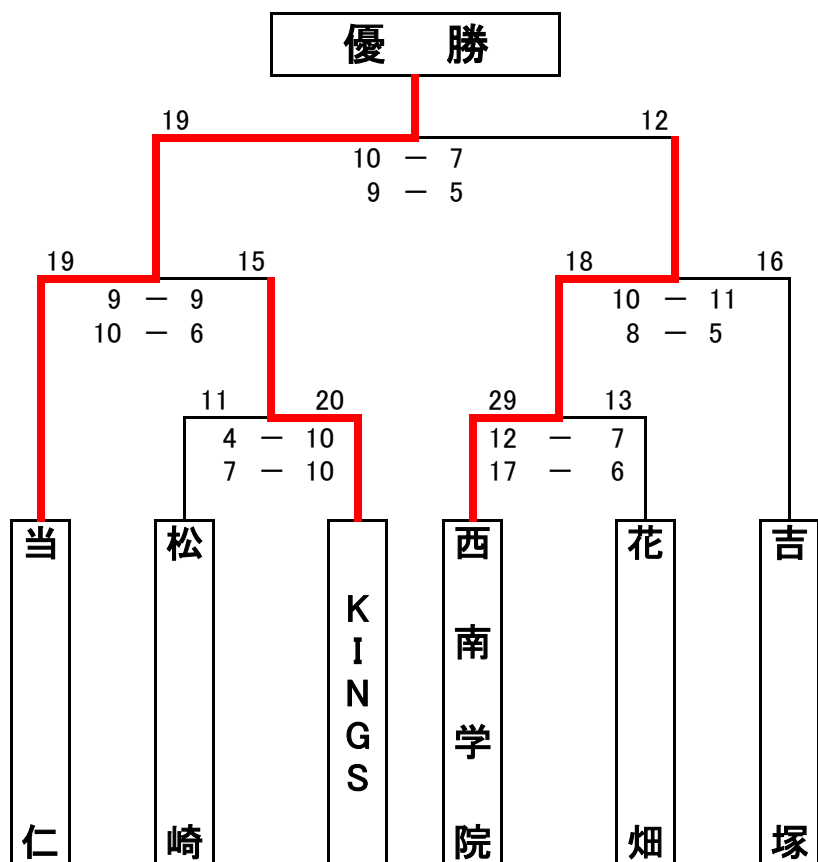 優 勝
19 12
10 － 7
9 － 5
19 15 18 16
9 － 9 10 － 11
10 － 6 8 － 5
11 20 29 13
4 － 10 12 － 7
7 － 10 17 － 6
当仁
松崎
KINGS
西南学院
花畑
吉塚